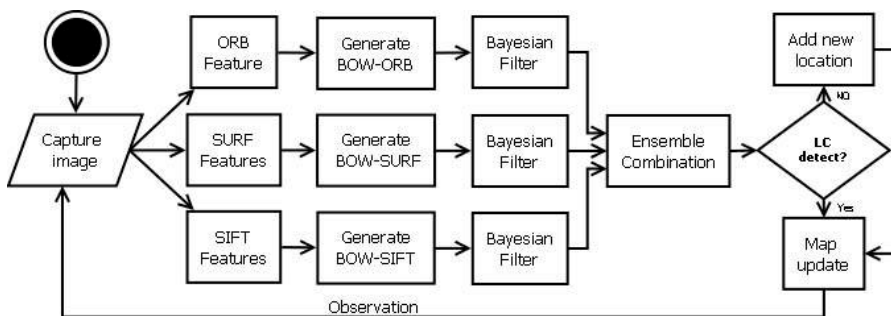 ORB
Feature
Generate
BOW-ORB
Bayesian
Filter
Add new
location
NO
Capture
image
SURF
Features
Generate
BOW-SURF
Bayesian
Filter
Ensemble
Combination
LC
detect?
Yes
SIFT
Features
Generate
BOW-SIFT
Bayesian
Filter
Map
update
Observation